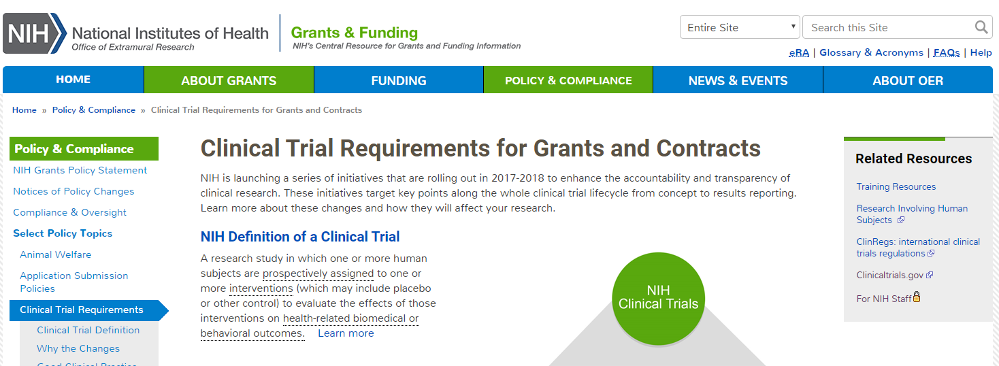 NIH National Institutes of Health
Office of Extramural Research
Grants & Funding
NIH's Central Resource for Grants and Funding Information
Entire Site
Search this Site
eRA | Glossary & Acronyms | FAQs | Help
HOME
ABOUT GRANTS
FUNDING
POLICY & COMPLIANCE
NEWS & EVENTS
ABOUT OER
Home » Policy & Compliance » Clinical Trial Requirements for Grants and Contracts
Policy & Compliance
NIH Grants Policy Statement
Notices of Policy Changes
Compliance & Oversight
Select Policy Topics
Animal Welfare
Application Submission
Policies
Clinical Trial Requirements
Clinical Trial Definition
Why the Changes
Good Clinical Practice
Clinical Trial Requirements for Grants and Contracts
NIH is launching a series of initiatives that are rolling out in 2017-2018 to enhance the accountability and transparency of
clinical research. These initiatives target key points along the whole clinical trial lifecycle from concept to results reporting.
Learn more about these changes and how they will affect your research.
NIH Definition of a Clinical Trial
A research study in which one or more human
subjects are prospectively assigned to one or
more interventions (which may include placebo
or other control) to evaluate the effects of those
interventions on health-related biomedical or
behavioral outcomes. Learn more
NIH
Clinical Trials
Related Resources
Training Resources
Research Involving Human
Subjects
ClinRegs: international clinical
trials regulations
Clinicaltrials.gov
For NIH Staff